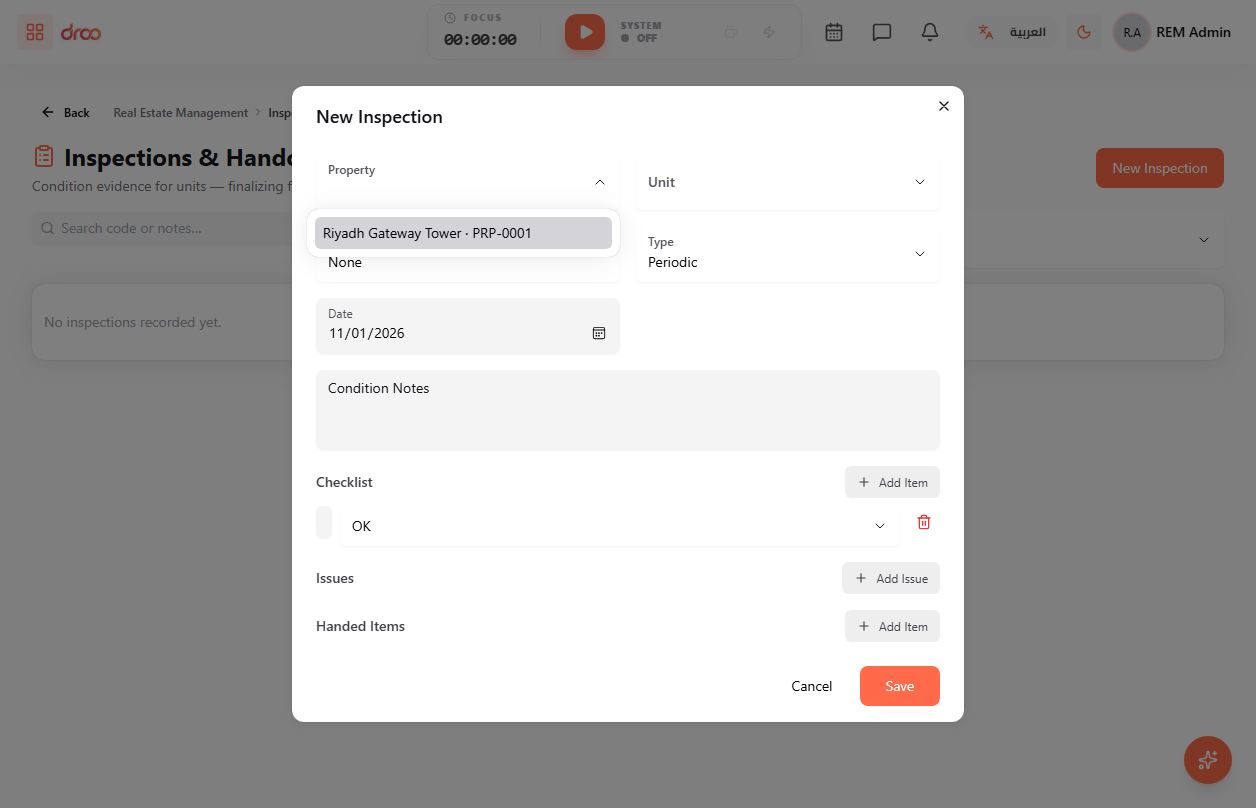 droo
FOCUS
00:00:00
SYSTEM
OFF
العربية
R.A
REM Admin
Back
Real Estate Management
Insp
Inspections & Hando
Condition evidence for units — finalizing f
New Inspection
Search code or notes...
No inspections recorded yet.
New Inspection
Property
Unit
Riyadh Gateway Tower · PRP-0001
None
Type
Periodic
Date
11/01/2026
Condition Notes
Checklist
Add Item
OK
Issues
Add Issue
Handed Items
Add Item
Cancel
Save